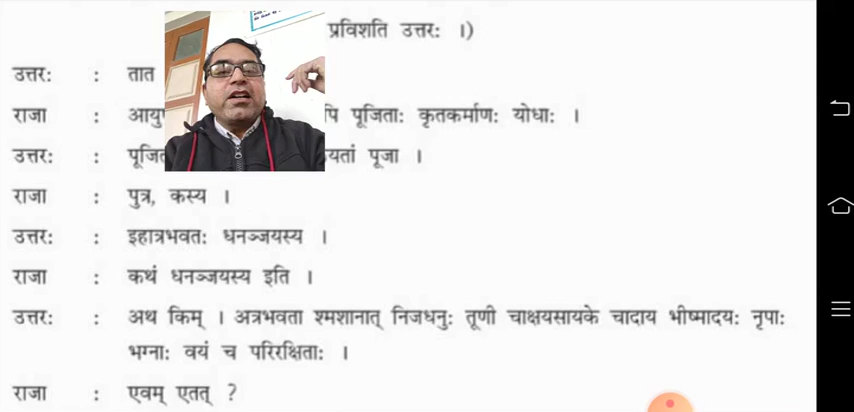 प्रविशति उत्तरः ।)
उत्तरः : तात
राजा : पूजिताः कृतकर्माणः योधाः ।
उत्तरः : पूजा ।
राजा : पुत्र, कस्य ।
उत्तरः : इहात्रभवतः धनञ्जयस्य ।
राजा : कथं धनञ्जयस्य इति ।
उत्तरः : अथ किम् । अत्रभवता श्मशानात् निजधनुः तूणी चाक्षयसायके चादाय भीष्मादयः नृपाः
भग्नाः वयं च परिरक्षिताः ।
राजा : एवम् एतत् ?